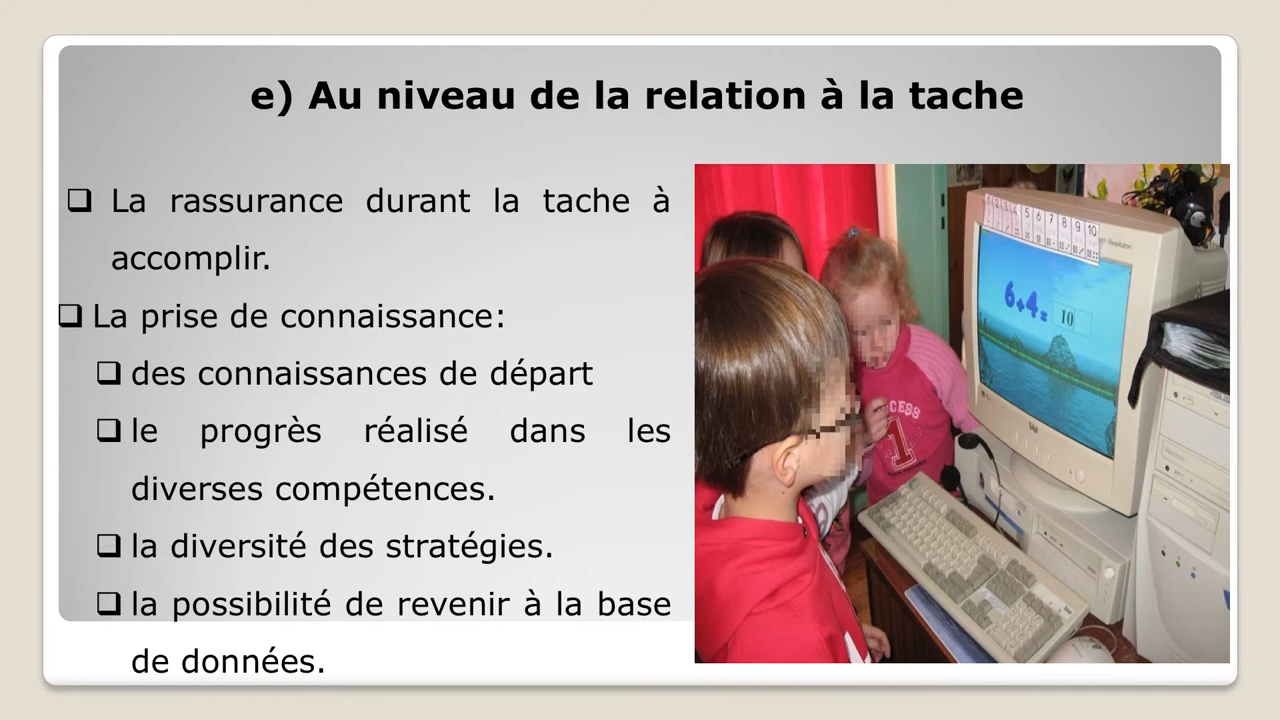 e) Au niveau de la relation à la tache
❑ La rassurance durant la tache à
accomplir.
❑ La prise de connaissance:
❑ des connaissances de départ
❑ le progrès réalisé dans les
diverses compétences.
❑ la diversité des stratégies.
❑ la possibilité de revenir à la base
de données.
1 2 3 4 5 6 7 8 9 10
6+4= 10
1